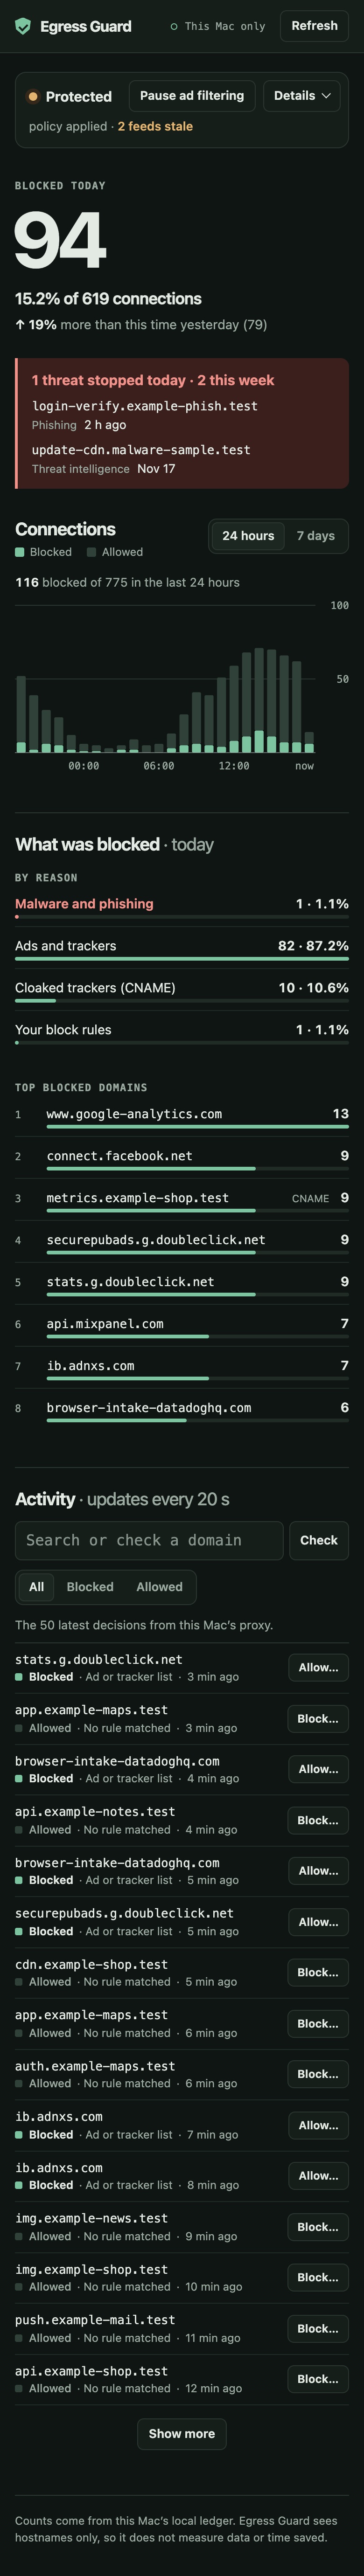 Egress Guard
This Mac only
Refresh
Protected
Pause ad filtering
Details
policy applied · 2 feeds stale
BLOCKED TODAY
94
15.2% of 619 connections
↑ 19% more than this time yesterday (79)
1 threat stopped today · 2 this week
login-verify.example-phish.test
Phishing 2 h ago
update-cdn.malware-sample.test
Threat intelligence Nov 17
Connections
24 hours
7 days
Blocked
Allowed
116 blocked of 775 in the last 24 hours
100
50
00:00
06:00
12:00
now
What was blocked · today
BY REASON
Malware and phishing 1 · 1.1%
Ads and trackers 82 · 87.2%
Cloaked trackers (CNAME) 10 · 10.6%
Your block rules 1 · 1.1%
TOP BLOCKED DOMAINS
1 www.google-analytics.com 13
2 connect.facebook.net 9
3 metrics.example-shop.test CNAME 9
4 securepubads.g.doubleclick.net 9
5 stats.g.doubleclick.net 9
6 api.mixpanel.com 7
7 ib.adnxs.com 7
8 browser-intake-datadoghq.com 6
Activity · updates every 20 s
Search or check a domain
Check
All
Blocked
Allowed
The 50 latest decisions from this Mac's proxy.
stats.g.doubleclick.net
Blocked · Ad or tracker list · 3 min ago
Allow...
app.example-maps.test
Allowed · No rule matched · 3 min ago
Block...
browser-intake-datadoghq.com
Blocked · Ad or tracker list · 4 min ago
Allow...
api.example-notes.test
Allowed · No rule matched · 4 min ago
Block...
browser-intake-datadoghq.com
Blocked · Ad or tracker list · 5 min ago
Allow...
securepubads.g.doubleclick.net
Blocked · Ad or tracker list · 5 min ago
Allow...
cdn.example-shop.test
Allowed · No rule matched · 5 min ago
Block...
app.example-maps.test
Allowed · No rule matched · 6 min ago
Block...
auth.example-maps.test
Allowed · No rule matched · 6 min ago
Block...
ib.adnxs.com
Blocked · Ad or tracker list · 7 min ago
Allow...
ib.adnxs.com
Blocked · Ad or tracker list · 8 min ago
Allow...
img.example-news.test
Allowed · No rule matched · 9 min ago
Block...
img.example-shop.test
Allowed · No rule matched · 10 min ago
Block...
push.example-mail.test
Allowed · No rule matched · 11 min ago
Block...
api.example-shop.test
Allowed · No rule matched · 12 min ago
Block...
Show more
Counts come from this Mac's local ledger. Egress Guard sees
hostnames only, so it does not measure data or time saved.